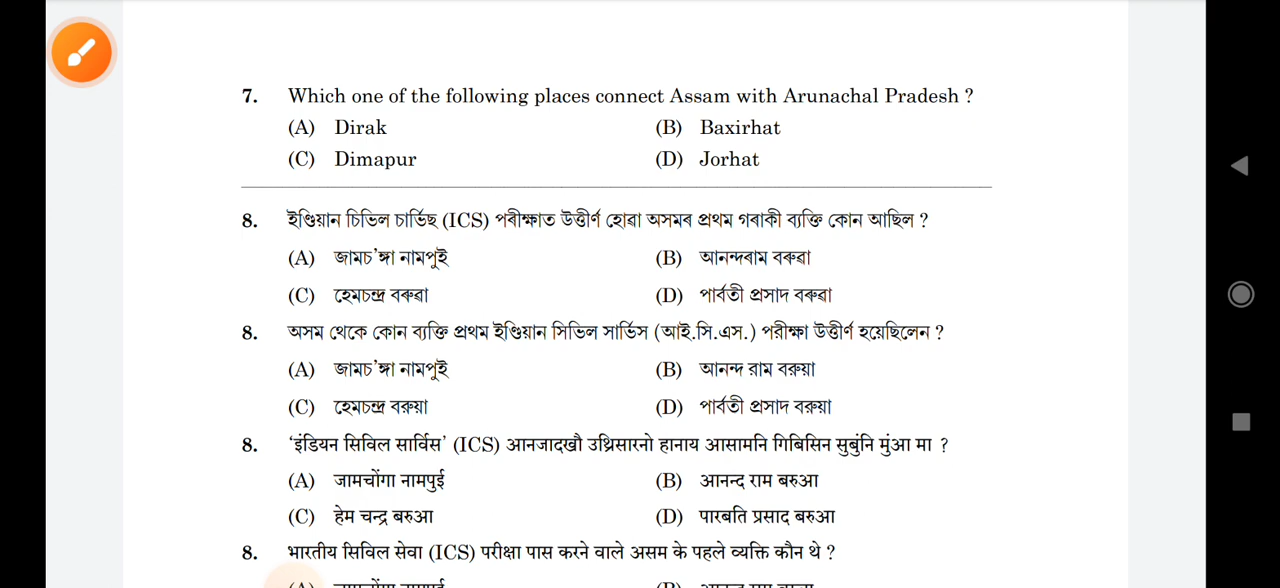 7. Which one of the following places connect Assam with Arunachal Pradesh ?
(A) Dirak (B) Baxirhat
(C) Dimapur (D) Jorhat
8. ইণ্ডিয়ান চিভিল চাৰ্ভিছ (ICS) পৰীক্ষাত উত্তীৰ্ণ হোৱা অসমৰ প্ৰথম গৰাকী ব্যক্তি কোন আছিল ?
(A) জামচ'ঙ্গা নামপুই (B) আনন্দৰাম বৰুৱা
(C) হেমচন্দ্ৰ বৰুৱা (D) পাৰ্বতী প্ৰসাদ বৰুৱা
8. অসম থেকে কোন ব্যক্তি প্রথম ইণ্ডিয়ান সিভিল সার্ভিস (আই.সি.এস.) পরীক্ষা উত্তীর্ণ হয়েছিলেন ?
(A) জামচ'ঙ্গা নামপুই (B) আনন্দ রাম বরুয়া
(C) হেমচন্দ্র বরুয়া (D) পার্বতী প্রসাদ বরুয়া
8. 'इंडियन सिविल सार्विस' (ICS) आनजादखौ उथ्रिसारनो हानाय आसामनि गिबिसिन सुबुंनि मुंआ मा ?
(A) जामचोंगा नामपुई (B) आनन्द राम बरुआ
(C) हेम चन्द्र बरुआ (D) पारबति प्रसाद बरुआ
8. भारतीय सिविल सेवा (ICS) परीक्षा पास करने वाले असम के पहले व्यक्ति कौन थे ?